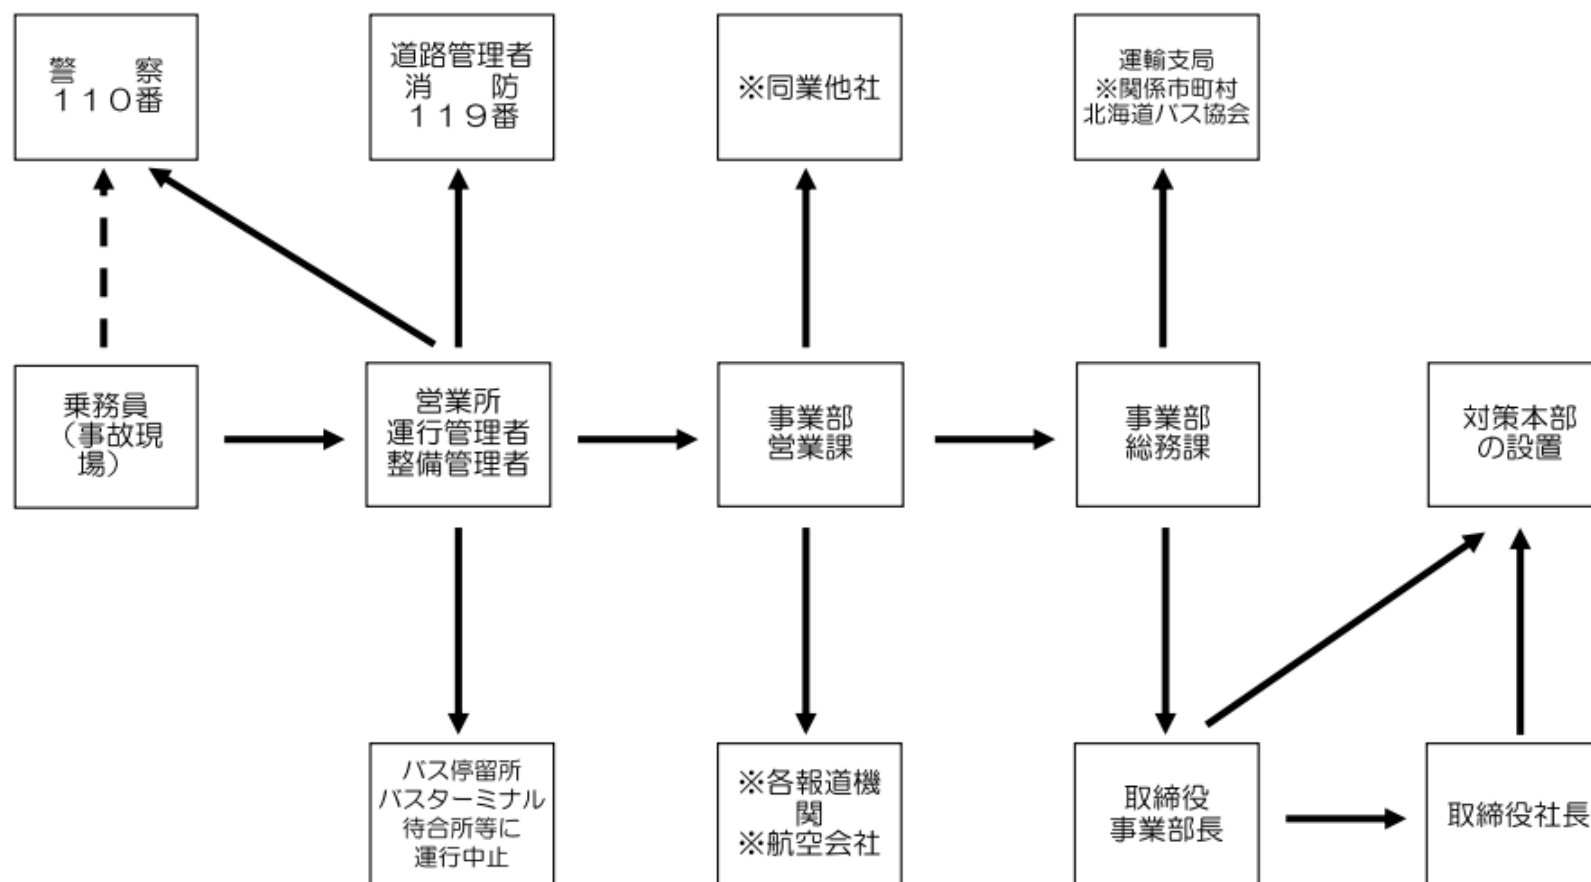 警　　察
１１０番
道路管理者
消　　防
１１９番
※同業他社
運輸支局
※関係市町村
北海道バス協会
乗務員
（事故現
場）
営業所
運行管理者
整備管理者
事業部
営業課
事業部
総務課
対策本部
の設置
バス停留所
バスターミナル
待合所等に
運行中止
※各報道機
関
※航空会社
取締役
事業部長
取締役社長